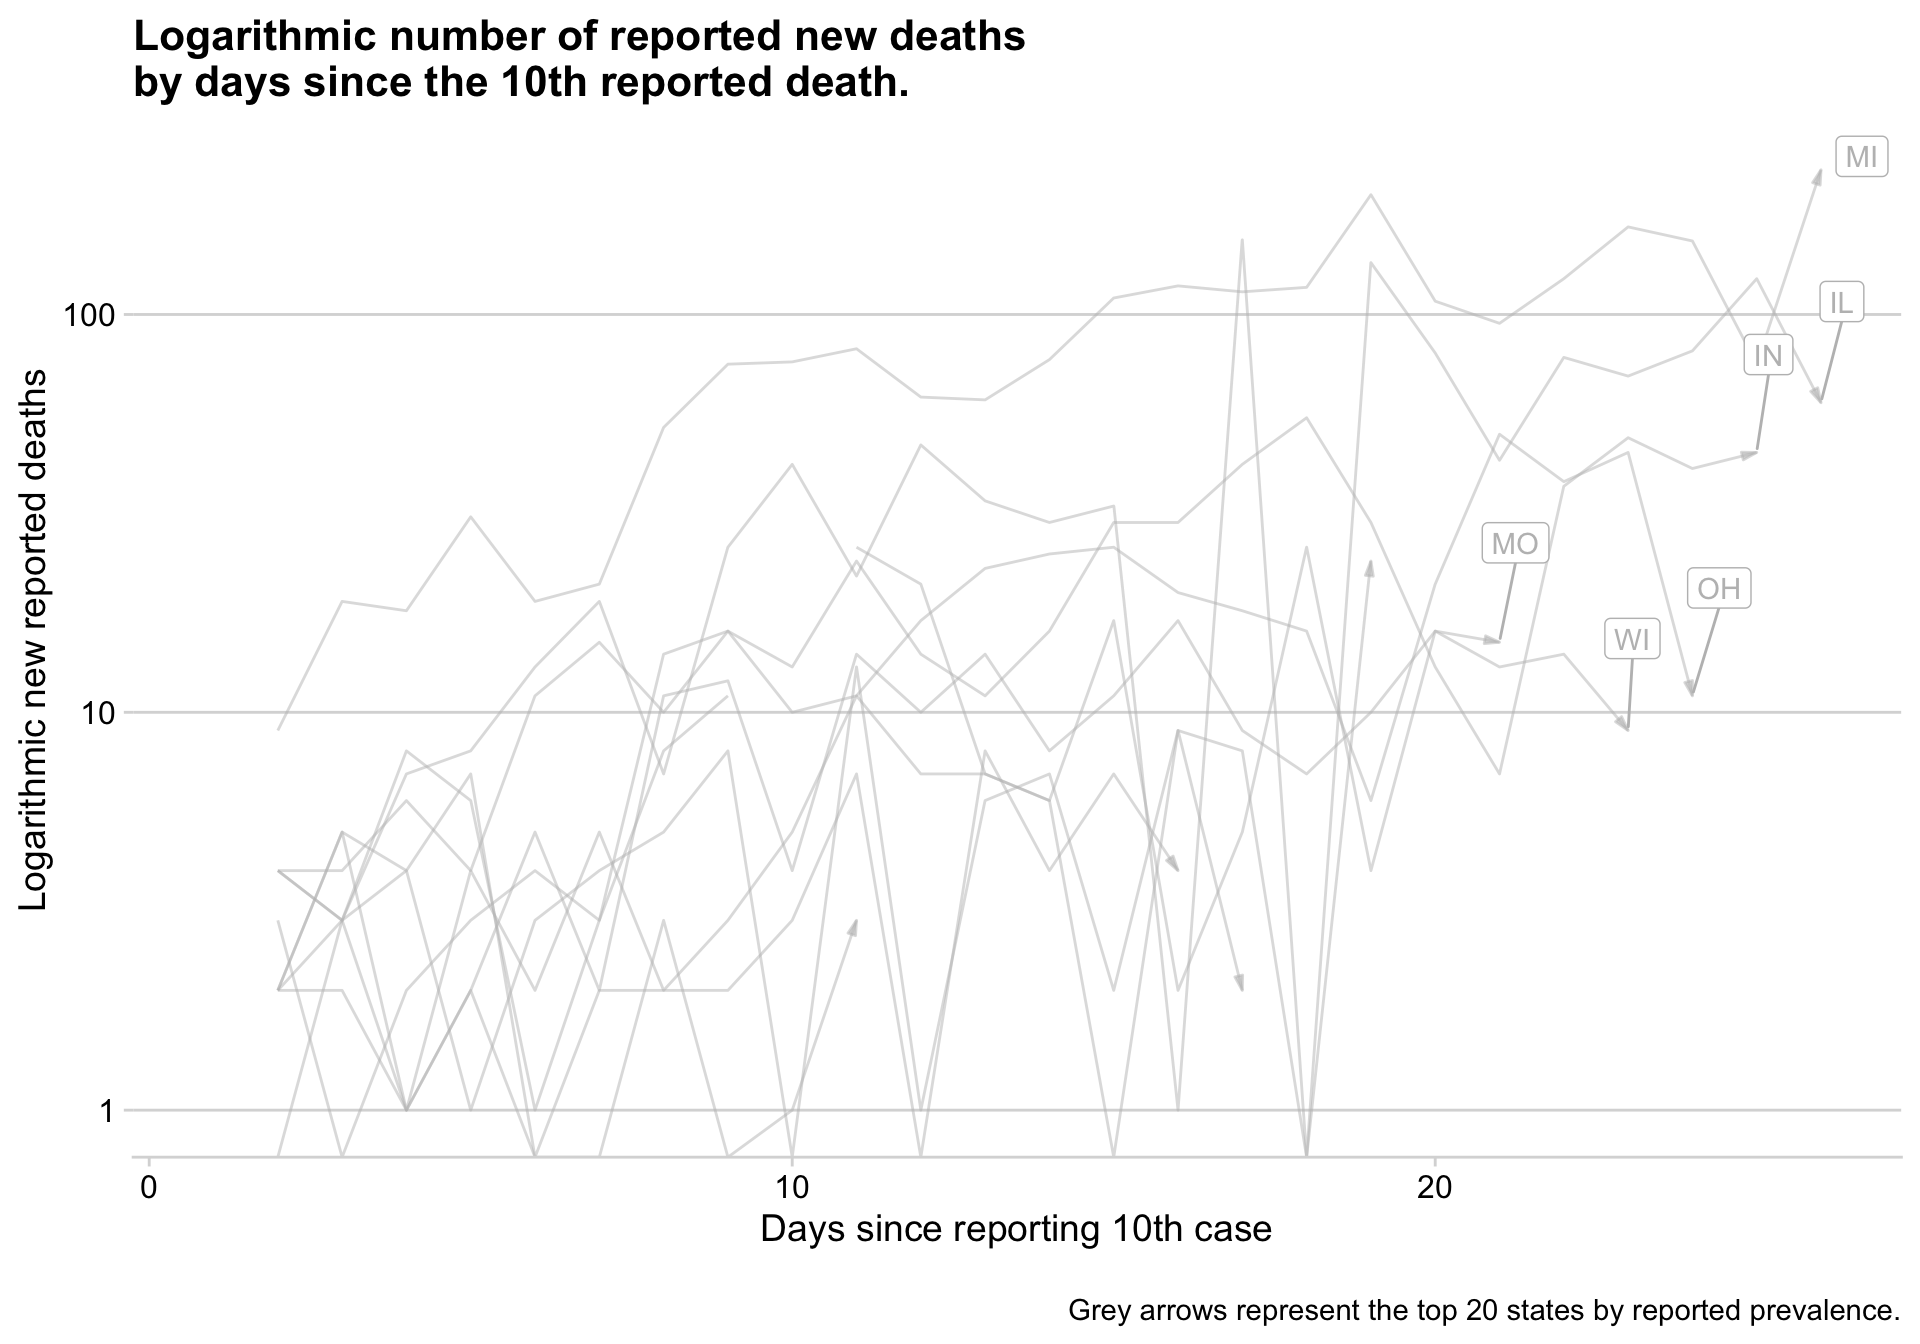 Logarithmic number of reported new deaths
by days since the 10th reported death.
MI
IL
100
IN
MO
OH
WI
10
1
Logarithmic new reported deaths
0 10 20
Days since reporting 10th case
Grey arrows represent the top 20 states by reported prevalence.